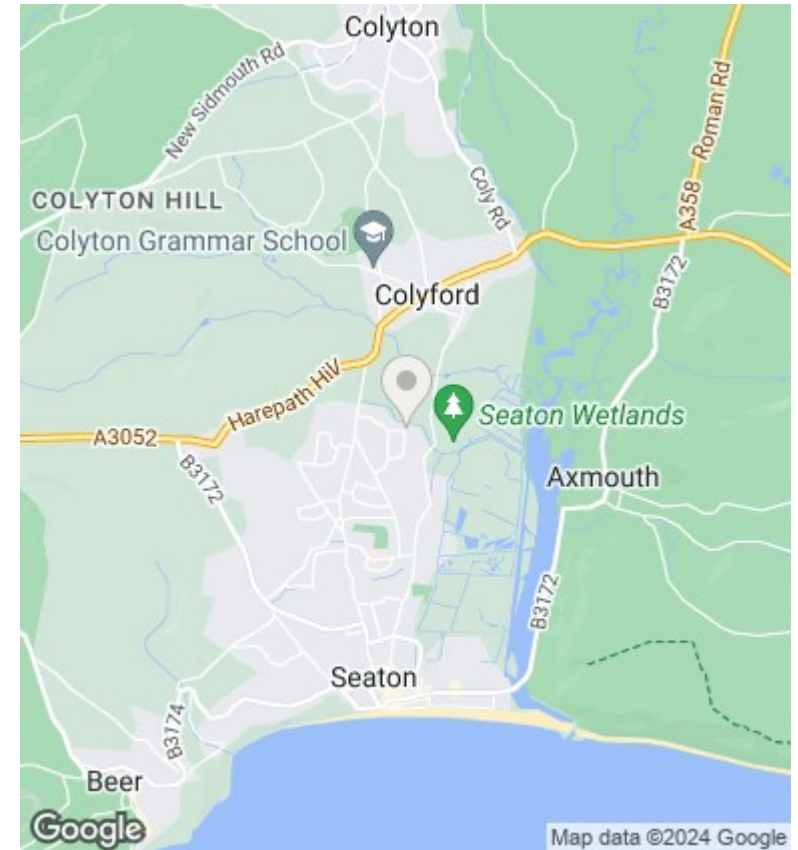 Colyton
New Sidmouth Rd
Roman Rd
A358
Coly Rd
COLYTON HILL
Colyton Grammar School
B3172
Colyford
Harepath Hill
Seaton Wetlands
A3052
B3172
Axmouth
B3172
Seaton
B3174
Beer
Google
Map data ©2024 Google